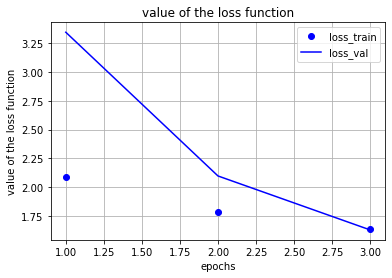 value of the loss function
loss_train
loss_val
value of the loss function
3.25
3.00
2.75
2.50
2.25
2.00
1.75
1.00 1.25 1.50 1.75 2.00 2.25 2.50 2.75 3.00
epochs